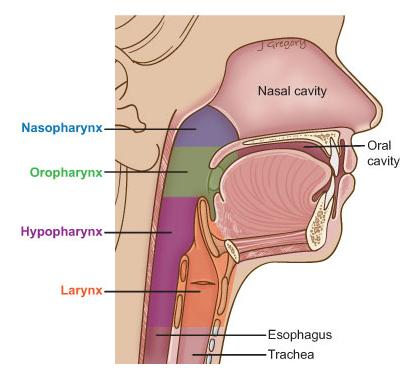 J Gregory
Nasal cavity
Nasopharynx
Oral
cavity
Oropharynx
Hypopharynx
Larynx
Esophagus
Trachea